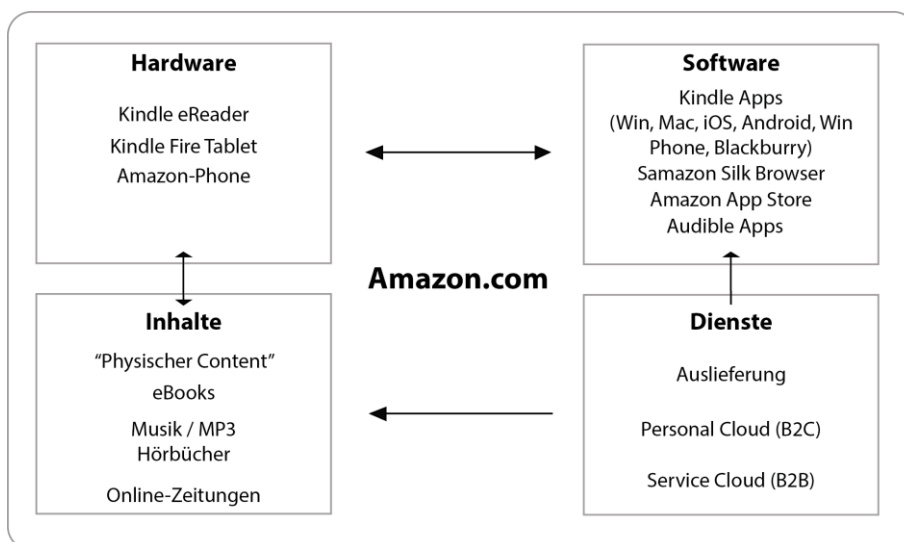 Hardware
Kindle eReader
Kindle Fire Tablet
Amazon-Phone
Software
Kindle Apps
(Win, Mac, iOS, Android, Win
Phone, Blackburry)
Samazon Silk Browser
Amazon App Store
Audible Apps
Amazon.com
Inhalte
“Physischer Content”
eBooks
Musik / MP3
Hörbücher
Online-Zeitungen
Dienste
Auslieferung
Personal Cloud (B2C)
Service Cloud (B2B)